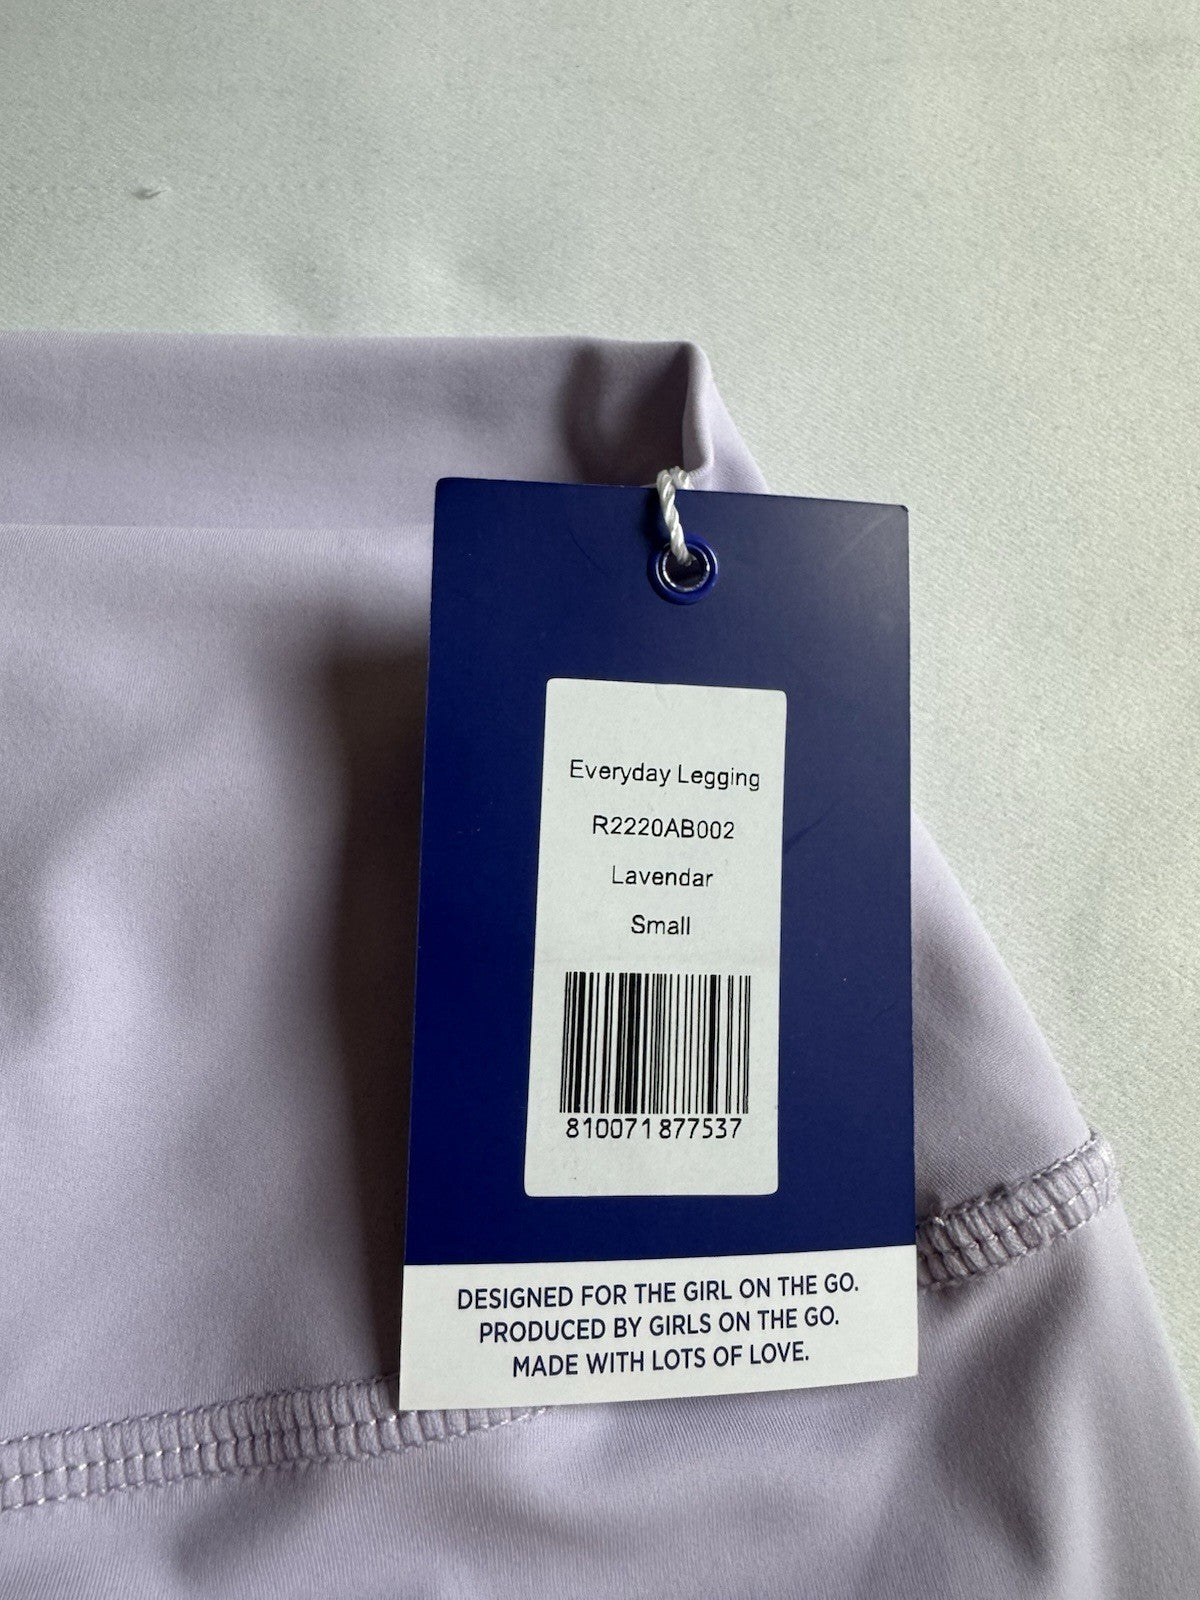 Everyday Legging
R2220AB002
Lavendar
Small
810071877537
DESIGNED FOR THE GIRL ON THE GO.
PRODUCED BY GIRLS ON THE GO.
MADE WITH LOTS OF LOVE.